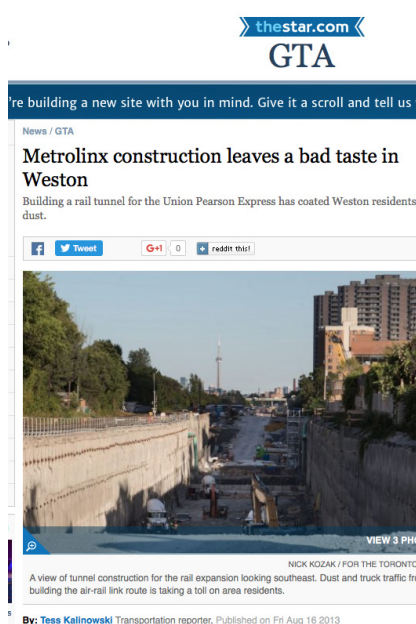 thestar.com
GTA
're building a new site with you in mind. Give it a scroll and tell us
News / GTA
Metrolinx construction leaves a bad taste in
Weston
Building a rail tunnel for the Union Pearson Express has coated Weston residents
dust.
Tweet
G+1
0
reddit this!
VIEW 3 PH
NICK KOZAK / FOR THE TORONTO
A view of tunnel construction for the rail expansion looking southeast. Dust and truck traffic fr
building the air-rail link route is taking a toll on area residents.
s
By: Tess Kalinowski Transportation reporter, Published on Fri Aug 16 2013